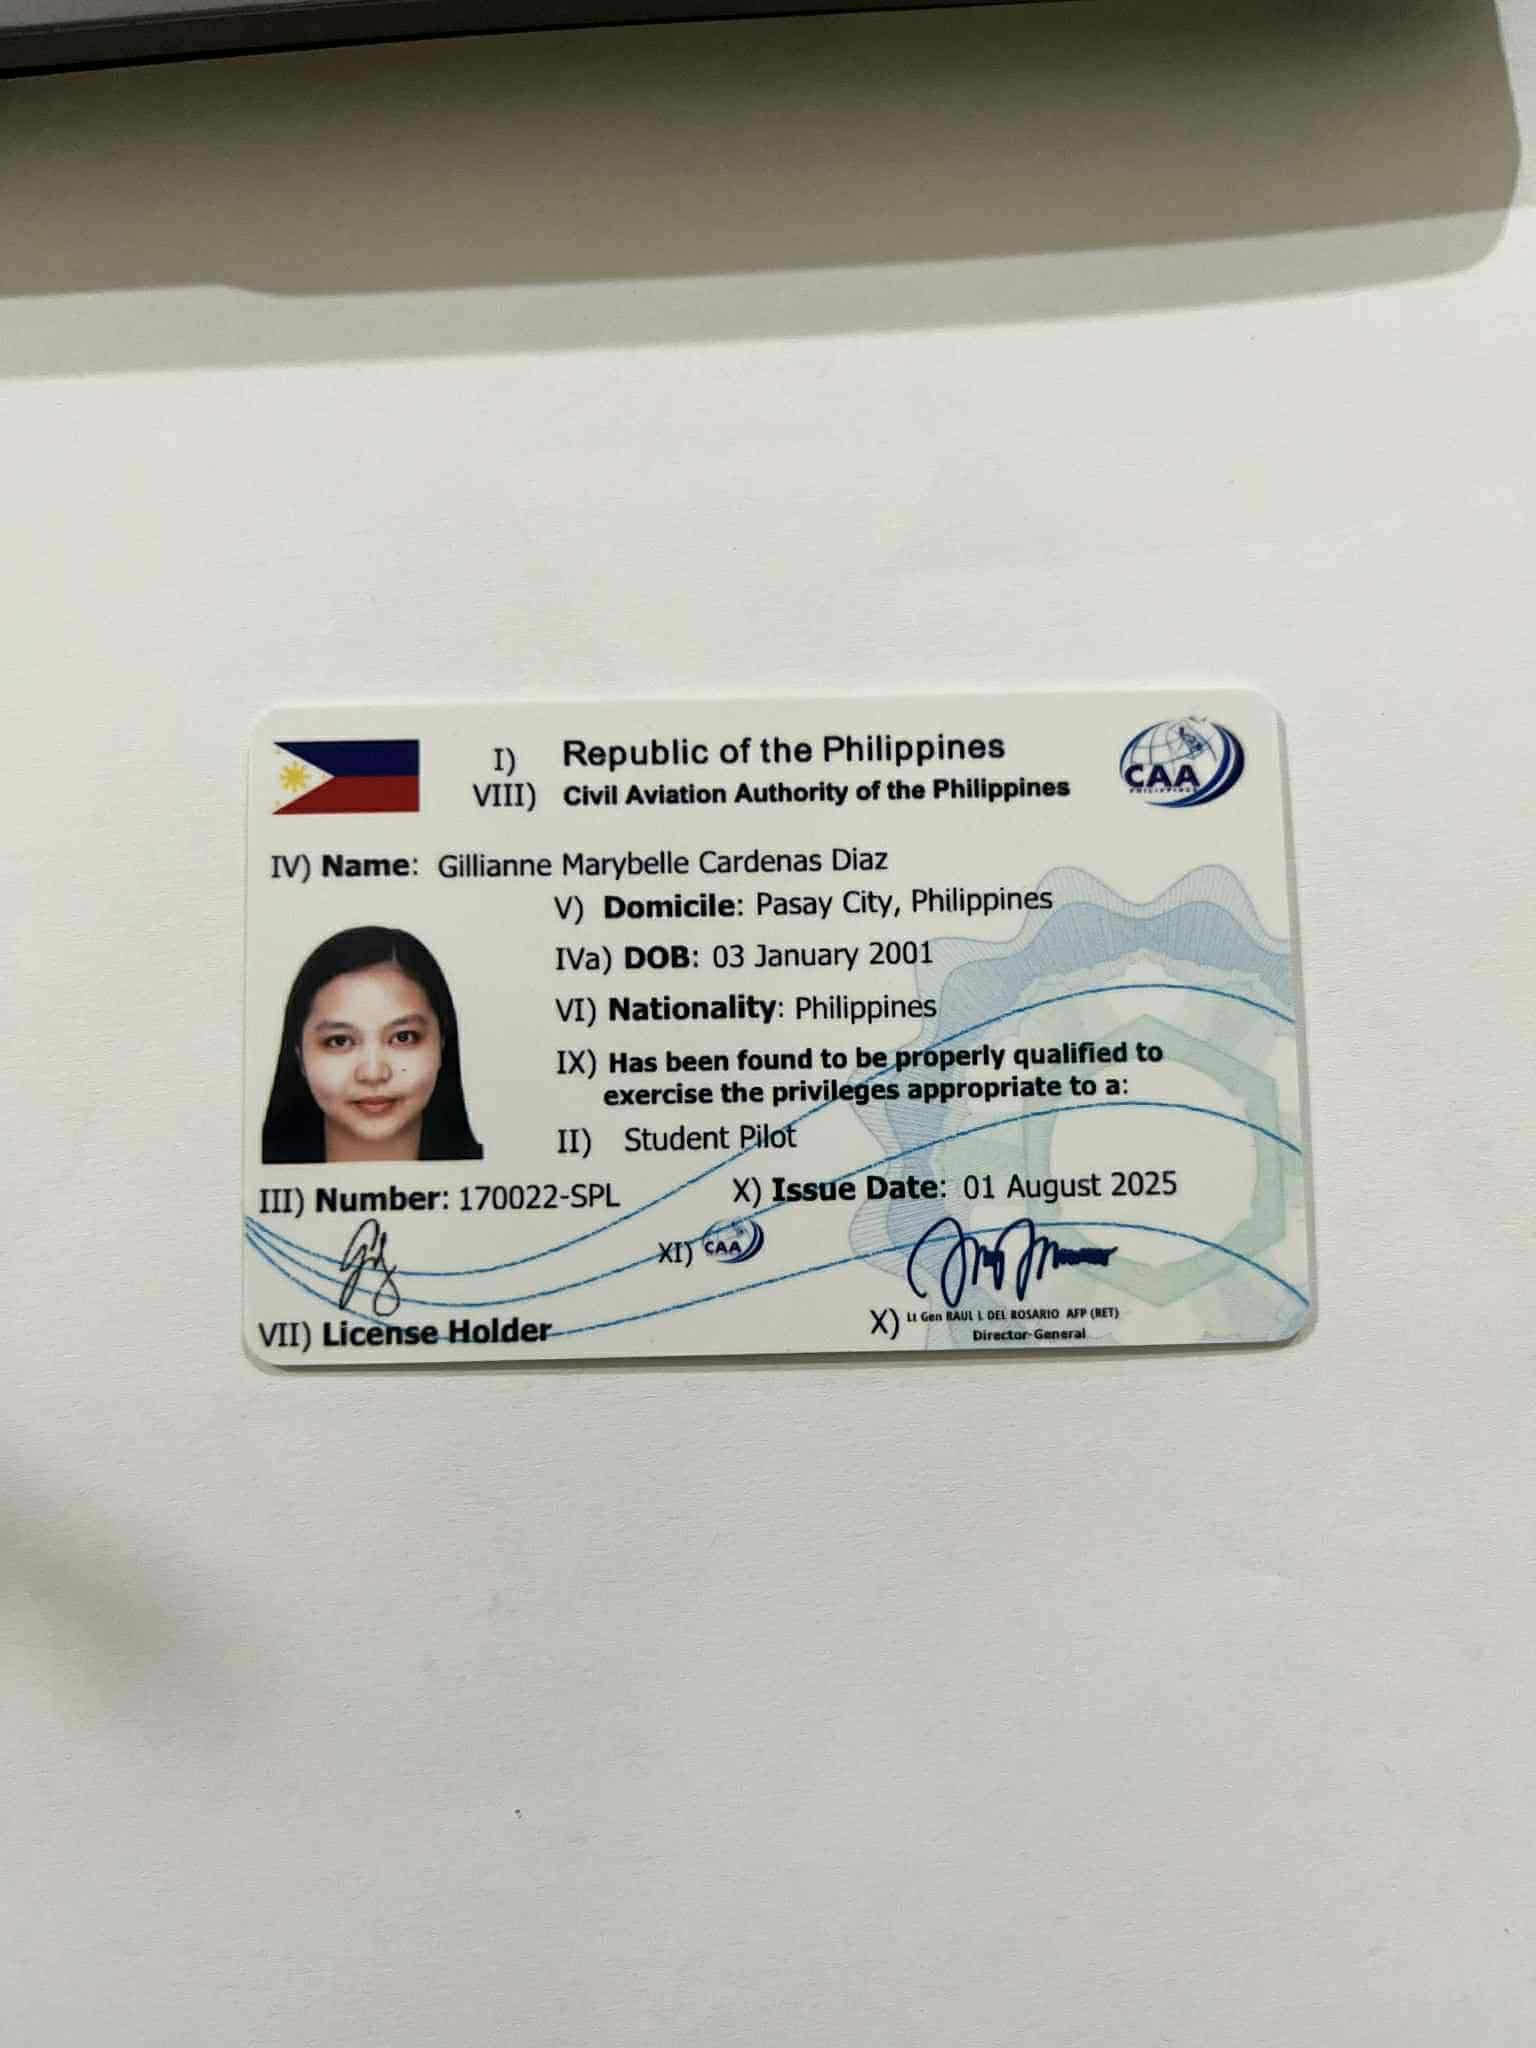 I) Republic of the Philippines
VIII) Civil Aviation Authority of the Philippines
CAA
PHILIPPINES
IV) Name: Gillianne Marybelle Cardenas Diaz
V) Domicile: Pasay City, Philippines
IVa) DOB: 03 January 2001
VI) Nationality: Philippines
IX) Has been found to be properly qualified to
exercise the privileges appropriate to a:
II) Student Pilot
III) Number: 170022-SPL
X) Issue Date: 01 August 2025
XI) CAA
VII) License Holder
X) Lt Gen RAUL L DEL ROSARIO AFP (RET)
Director-General